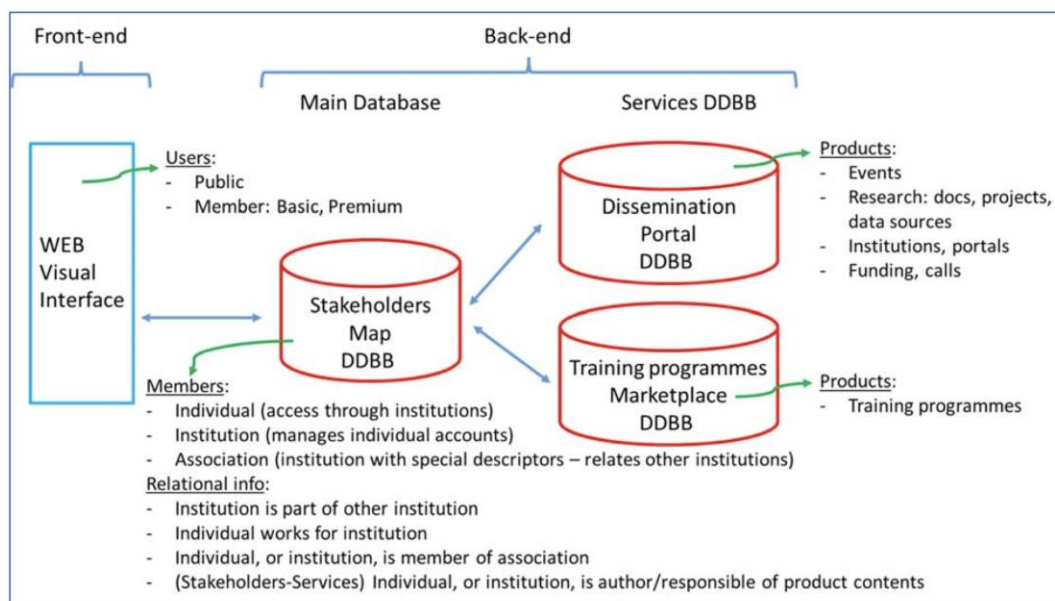 Front-end
Back-end
Main Database
Services DDBB
Users:
- Public
- Member: Basic, Premium
WEB
Visual
Interface
Stakeholders
Map
DDBB
Dissemination
Portal
DDBB
Products:
- Events
- Research: docs, projects,
data sources
- Institutions, portals
- Funding, calls
Training programmes
Marketplace
DDBB
Products:
- Training programmes
Members:
- Individual (access through institutions)
- Institution (manages individual accounts)
- Association (institution with special descriptors – relates other institutions)
Relational info:
- Institution is part of other institution
- Individual works for institution
- Individual, or institution, is member of association
- (Stakeholders-Services) Individual, or institution, is author/responsible of product contents